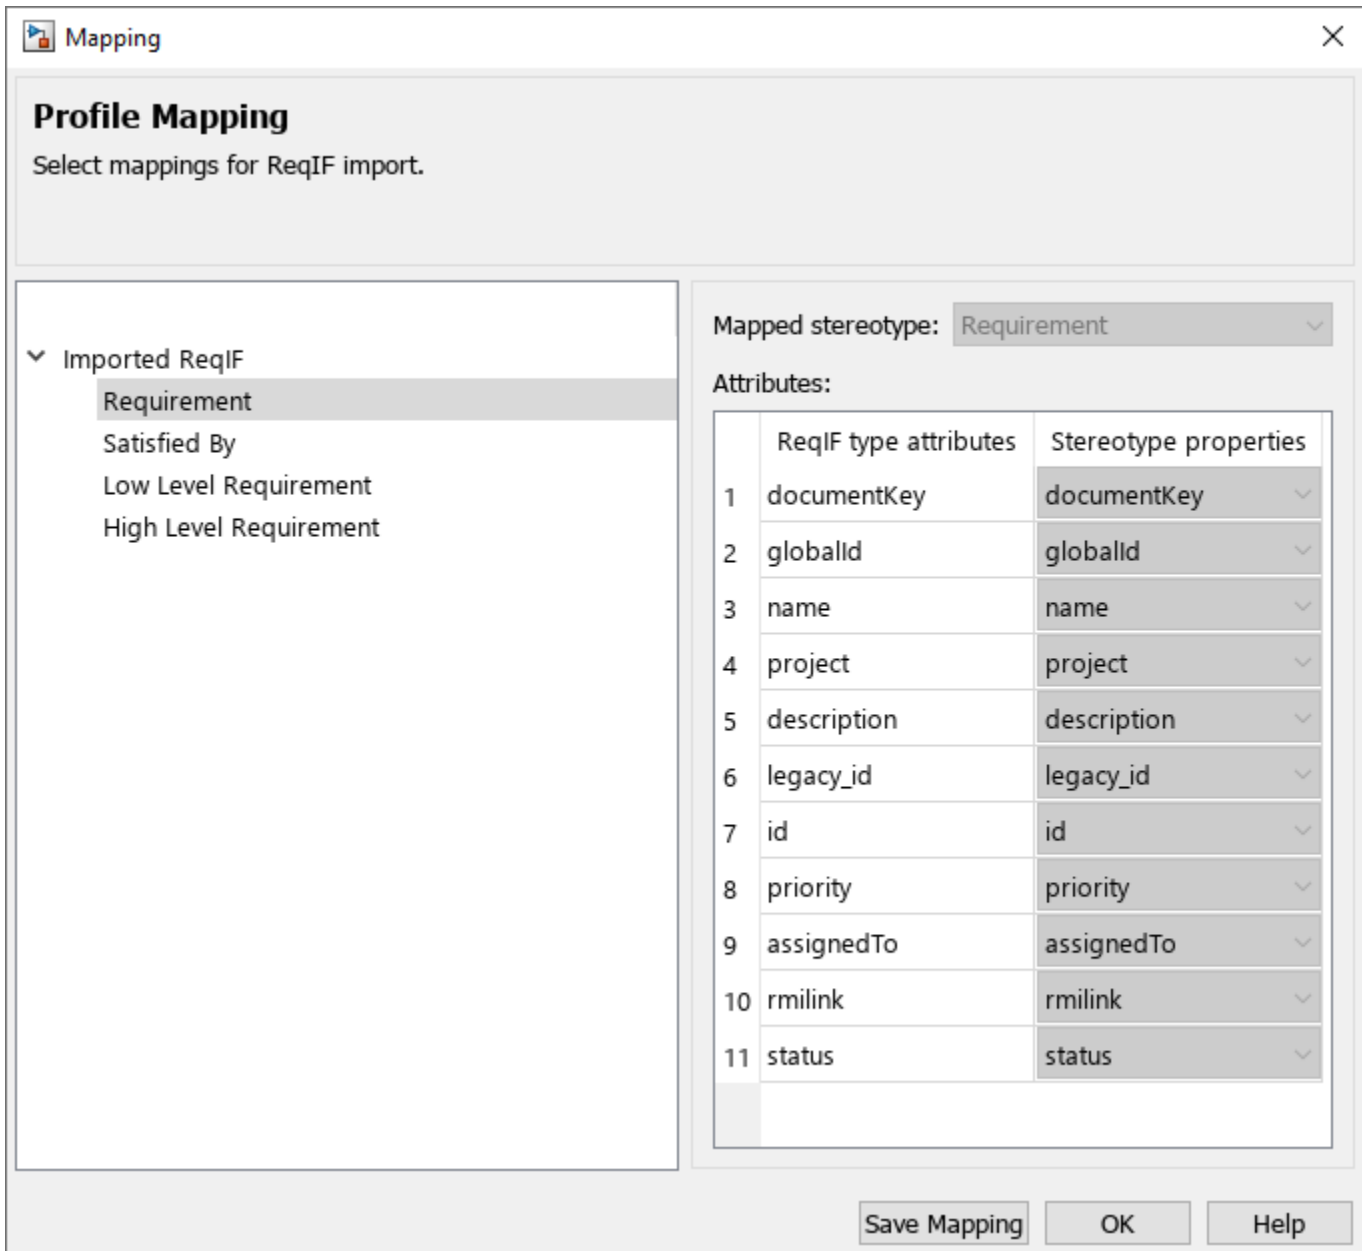 Mapping
Profile Mapping
Select mappings for ReqIF import.
Imported ReqIF
Requirement
Satisfied By
Low Level Requirement
High Level Requirement
Mapped stereotype: Requirement
Attributes:
ReqIF type attributes Stereotype properties
1 documentKey documentKey
2 globalId globalId
3 name name
4 project project
5 description description
6 legacy_id legacy_id
7 id id
8 priority priority
9 assignedTo assignedTo
10 rmilink rmilink
11 status status
Save Mapping OK Help